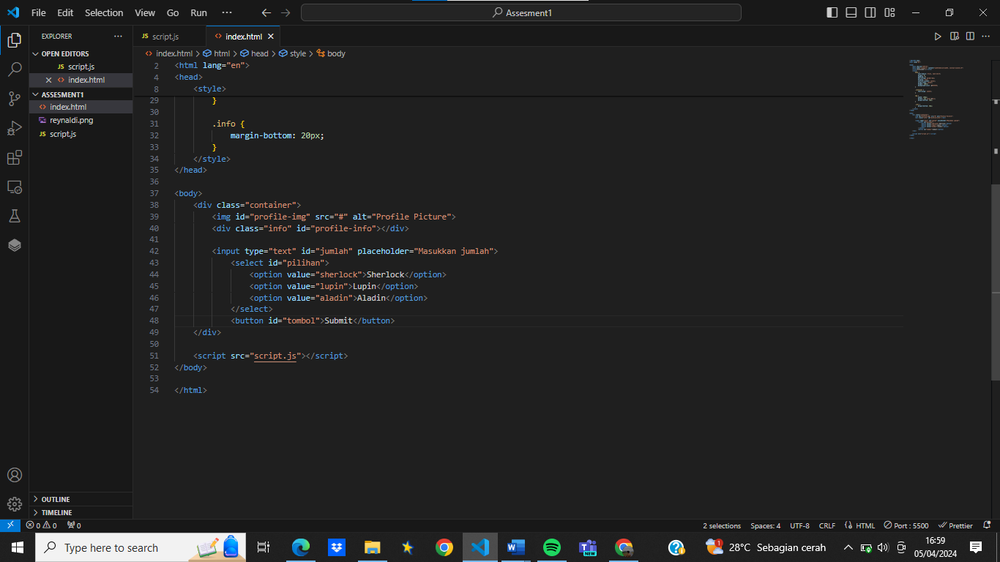 File Edit Selection View Go Run ··· Assesment1
EXPLORER ···
OPEN EDITORS
JS script.js
index.html
ASSESMENT1
index.html
reynaldi.png
JS script.js
OUTLINE
TIMELINE
JS script.js
index.html
index.html > html > head > style > body
2 <html lang="en">
4 <head>
8 <style>
29 }
30
31 .info {
32 margin-bottom: 20px;
33 }
34 </style>
35 </head>
36
37 <body>
38 <div class="container">
39 <img id="profile-img" src="#" alt="Profile Picture">
40 <div class="info" id="profile-info"></div>
41
42 <input type="text" id="jumlah" placeholder="Masukkan jumlah">
43 <select id="pilihan">
44 <option value="sherlock">Sherlock</option>
45 <option value="lupin">Lupin</option>
46 <option value="aladin">Aladin</option>
47 </select>
48 <button id="tombol">Submit</button>
49 </div>
50
51 <script src="script.js"></script>
52 </body>
53
54 </html>
0 0 0 2 selections Spaces: 4 UTF-8 CRLF HTML Port : 5500 Prettier
Type here to search
NEW
1
28°C Sebagian cerah
16:59
05/04/2024